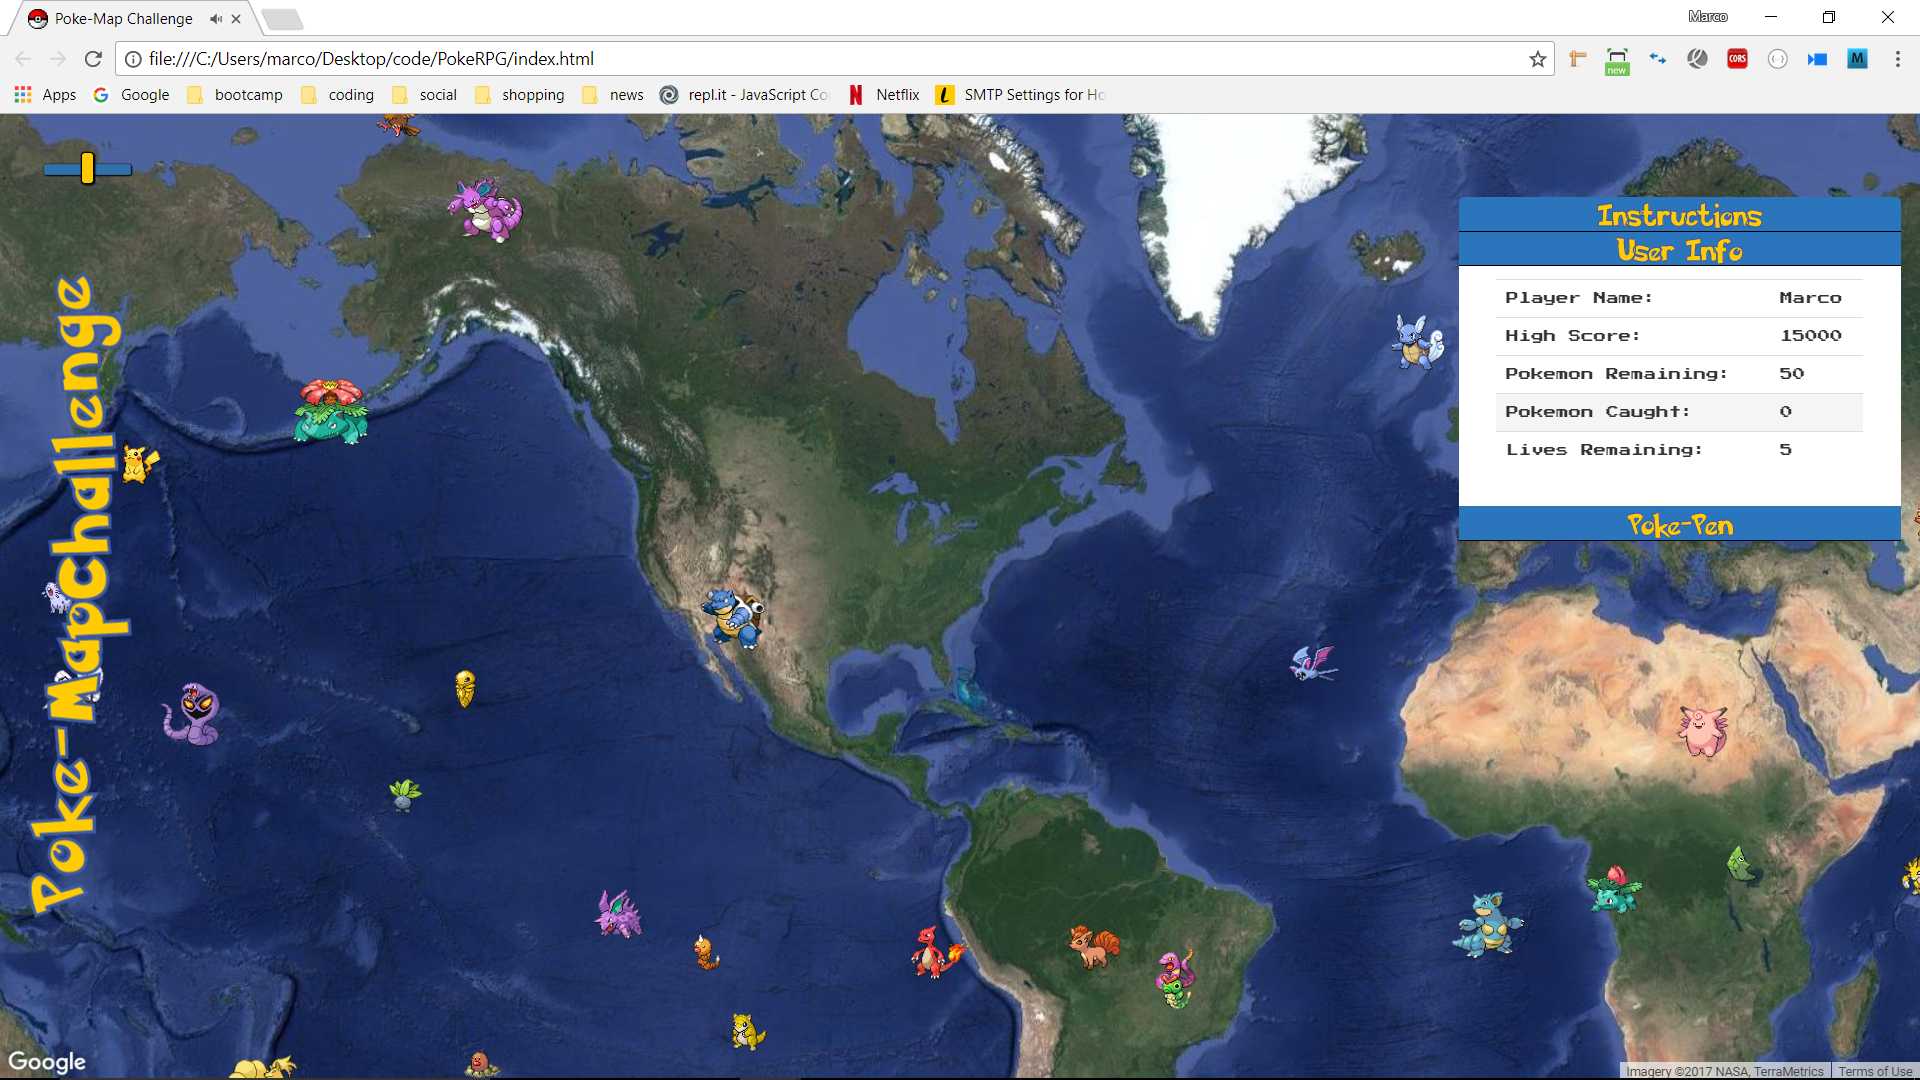 Poke-Map Challenge
Marco
file:///C:/Users/marco/Desktop/code/PokeRPG/index.html
new
CORS
M
Apps
Google
bootcamp
coding
social
shopping
news
repl.it - JavaScript Co
Netflix
SMTP Settings for Ho
Poke-Mapchallenge
Instructions
User Info
Player Name: Marco
High Score: 15000
Pokemon Remaining: 50
Pokemon Caught: 0
Lives Remaining: 5
Poke-Pen
Google
Imagery ©2017 NASA, TerraMetrics
Terms of Use